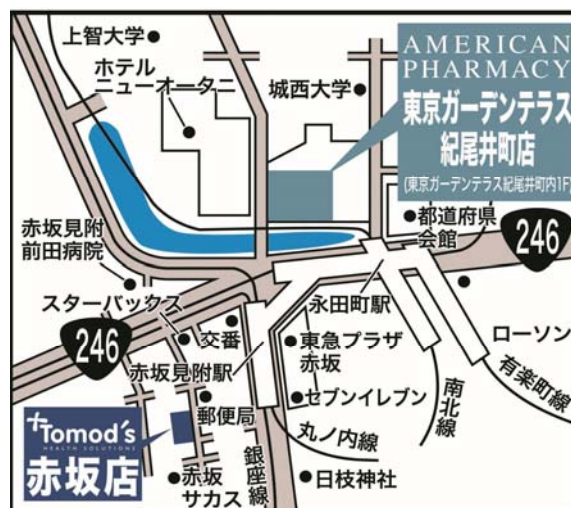 上智大学
ホテル
ニューオータニ
城西大学
AMERICAN
PHARMACY
東京ガーデンテラス
紀尾井町店
(東京ガーデンテラス紀尾井町内1F)
都道府県
会館
246
赤坂見附
前田病院
スターバックス
246
交番
赤坂見附駅
永田町駅
東急プラザ
赤坂
ローソン
有楽町線
南北線
セブンイレブン
丸ノ内線
郵便局
Tomod's
HEALTH SOLUTIONS
赤坂店
赤坂
サカス
銀座線
日枝神社